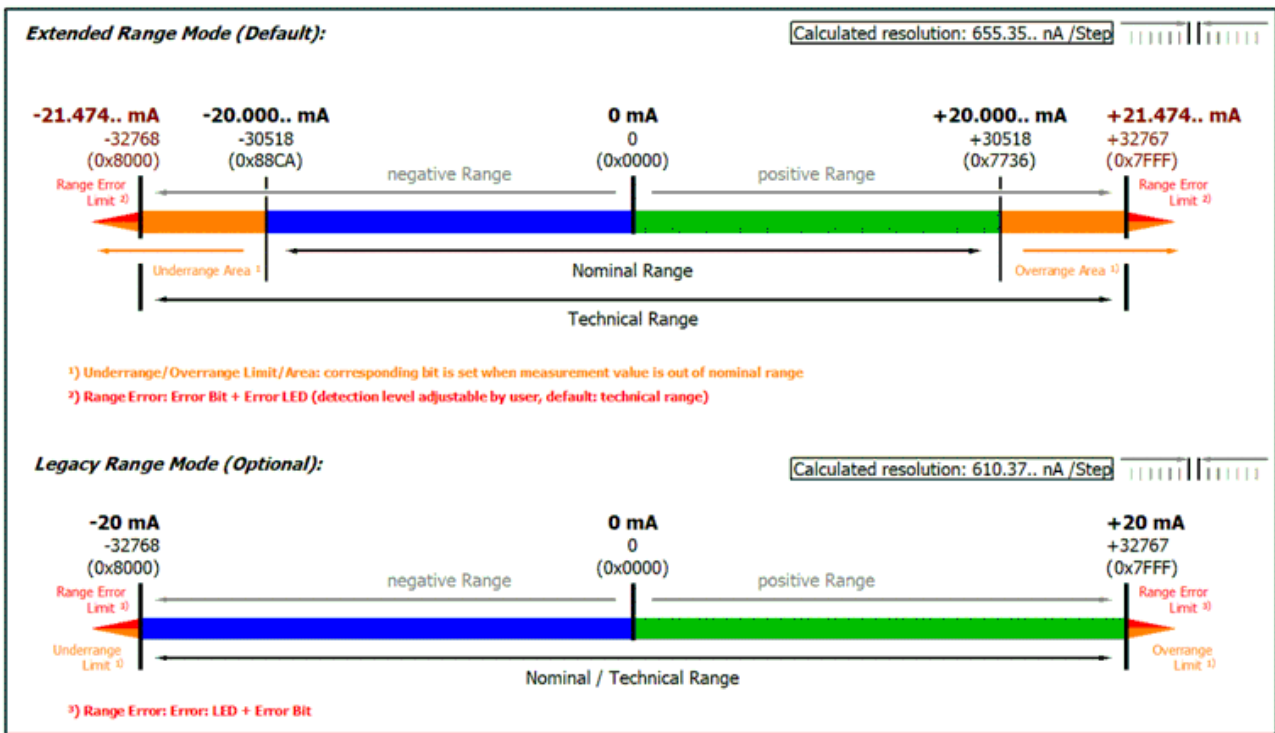 Extended Range Mode (Default):
Calculated resolution: 655.35.. nA /Step
-21.474.. mA -20.000.. mA 0 mA +20.000.. mA +21.474.. mA
-32768 -30518 0 +30518 +32767
(0x8000) (0x88CA) (0x0000) (0x7736) (0x7FFF)
Range Error negative Range positive Range Range Error
Limit ²⁾ Limit ²⁾
Underrange Area ¹ Nominal Range Overrange Area ¹⁾
Technical Range
¹) Underrange/Overrange Limit/Area: corresponding bit is set when measurement value is out of nominal range
²) Range Error: Error Bit + Error LED (detection level adjustable by user, default: technical range)
Legacy Range Mode (Optional):
Calculated resolution: 610.37.. nA /Step
-20 mA 0 mA +20 mA
-32768 0 +32767
(0x8000) (0x0000) (0x7FFF)
Range Error negative Range positive Range Range Error
Limit ³⁾ Limit ³⁾
Underrange Overrange
Limit ¹⁾ Limit ¹⁾
Nominal / Technical Range
³) Range Error: Error: LED + Error Bit